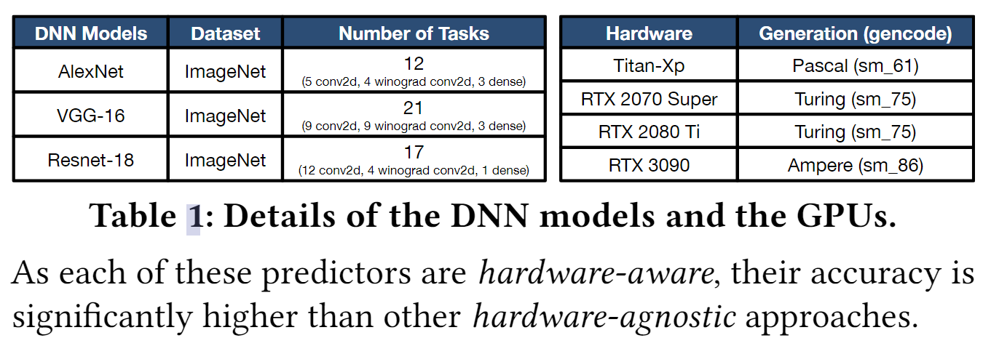 DNN Models Dataset Number of Tasks
AlexNet ImageNet 12
(5 conv2d, 4 winograd conv2d, 3 dense)
VGG-16 ImageNet 21
(9 conv2d, 9 winograd conv2d, 3 dense)
Resnet-18 ImageNet 17
(12 conv2d, 4 winograd conv2d, 1 dense)
Hardware Generation (gencode)
Titan-Xp Pascal (sm_61)
RTX 2070 Super Turing (sm_75)
RTX 2080 Ti Turing (sm_75)
RTX 3090 Ampere (sm_86)
Table 1: Details of the DNN models and the GPUs.
As each of these predictors are hardware-aware, their accuracy is
significantly higher than other hardware-agnostic approaches.